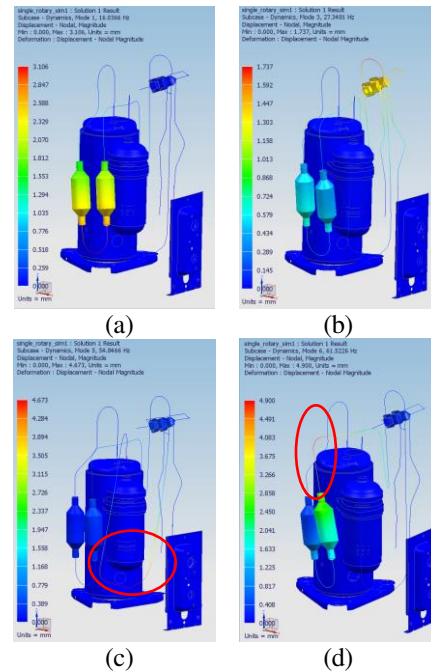 single_rotary_sim1 : Solution 1 Result
Subcase - Dynamics, Mode 1, 16.0366 Hz
Displacement - Nodal, Magnitude
Min : 0.000, Max : 3.106, Units = mm
Deformation : Displacement - Nodal Magnitude
3.106
2.847
2.588
2.330
2.071
1.812
1.553
1.294
1.035
0.776
0.518
0.259
0.000
Units = mm
(a)
single_rotary_sim1 : Solution 1 Result
Subcase - Dynamics, Mode 3, 27.3401 Hz
Displacement - Nodal, Magnitude
Min : 0.000, Max : 1.737, Units = mm
Deformation : Displacement - Nodal Magnitude
1.737
1.592
1.447
1.303
1.158
1.013
0.868
0.724
0.579
0.434
0.289
0.145
0.000
Units = mm
(b)
single_rotary_sim1 : Solution 1 Result
Subcase - Dynamics, Mode 5, 54.8466 Hz
Displacement - Nodal, Magnitude
Min : 0.000, Max : 4.673, Units = mm
Deformation : Displacement - Nodal Magnitude
4.673
4.284
3.894
3.505
3.115
2.726
2.337
1.947
1.558
1.168
0.779
0.389
0.000
Units = mm
(c)
single_rotary_sim1 : Solution 1 Result
Subcase - Dynamics, Mode 6, 61.5226 Hz
Displacement - Nodal, Magnitude
Min : 0.000, Max : 4.900, Units = mm
Deformation : Displacement - Nodal Magnitude
4.900
4.491
4.083
3.675
3.266
2.858
2.450
2.041
1.633
1.225
0.817
0.408
0.000
Units = mm
(d)